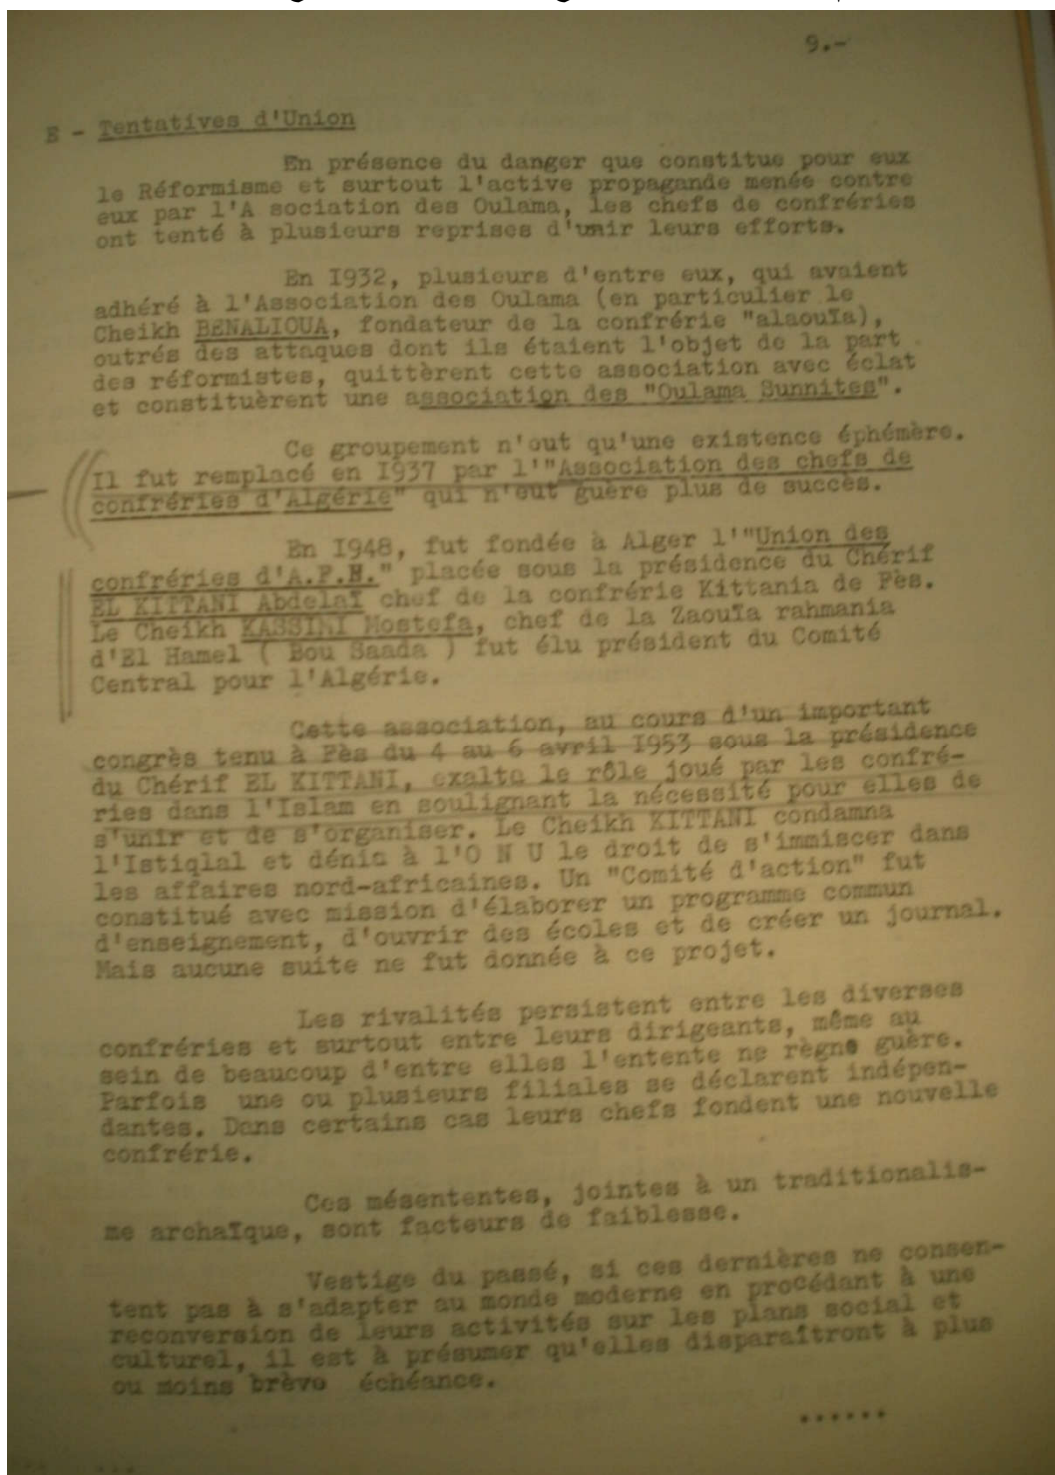 9.-
E - Tentatives d'Union
En présence du danger que constitue pour eux
le Réformisme et surtout l'active propagande menée contre
eux par l'A sociation des Oulama, les chefs de confréries
ont tenté à plusieurs reprises d'unir leurs efforts.
En I932, plusieurs d'entre eux, qui avaient
adhéré à l'Association des Oulama (en particulier le
Cheikh BENALIOUA, fondateur de la confrérie "alaouïa),
outrés des attaques dont ils étaient l'objet de la part
des réformistes, quittèrent cette association avec éclat
et constituèrent une association des "Oulama Sunnites".
Ce groupement n'eut qu'une existence éphémère.
Il fut remplacé en I937 par l'"Association des chefs de
confréries d'Algérie" qui n'eut guère plus de succès.
En I948, fut fondée à Alger l'"Union des
confréries d'A.F.N." placée sous la présidence du Chérif
EL KITTANI Abdelaï chef de la confrérie Kittania de Fès.
Le Cheikh KASSIMI Mostefa, chef de la Zaouïa rahmania
d'El Hamel ( Bou Saada ) fut élu président du Comité
Central pour l'Algérie.
Cette association, au cours d'un important
congrès tenu à Fès du 4 au 6 avril I953 sous la présidence
du Chérif EL KITTANI, exalta le rôle joué par les confré-
ries dans l'Islam en soulignant la nécessité pour elles de
s'unir et de s'organiser. Le Cheikh KITTANI condamna
l'Istiqlal et dénia à l'O N U le droit de s'immiscer dans
les affaires nord-africaines. Un "Comité d'action" fut
constitué avec mission d'élaborer un programme commun
d'enseignement, d'ouvrir des écoles et de créer un journal.
Mais aucune suite ne fut donnée à ce projet.
Les rivalités persistent entre les diverses
confréries et surtout entre leurs dirigeants, même au
sein de beaucoup d'entre elles l'entente ne règne guère.
Parfois une ou plusieurs filiales se déclarent indépen-
dantes. Dans certains cas leurs chefs fondent une nouvelle
confrérie.
Ces mésententes, jointes à un traditionalis-
me archaïque, sont facteurs de faiblesse.
Vestige du passé, si ces dernières ne consen-
tent pas à s'adapter au monde moderne en procédant à une
reconversion de leurs activités sur les plans social et
culturel, il est à présumer qu'elles disparaîtront à plus
ou moins brève échéance.
......